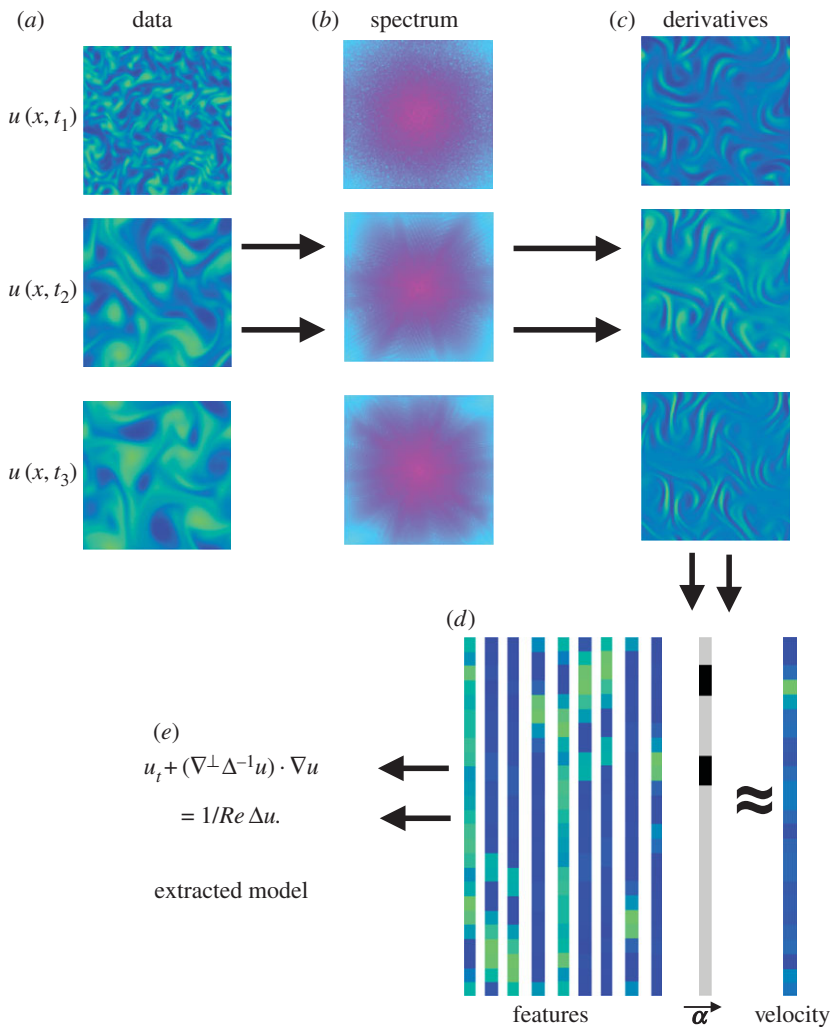 (a) data (b) spectrum (c) derivatives
u (x, t₁)
u (x, t₂)
u (x, t₃)
(d)
(e)
uₜ + (∇⊥Δ⁻¹u) · ∇u
= 1/Re Δu.
≈
extracted model
features α velocity